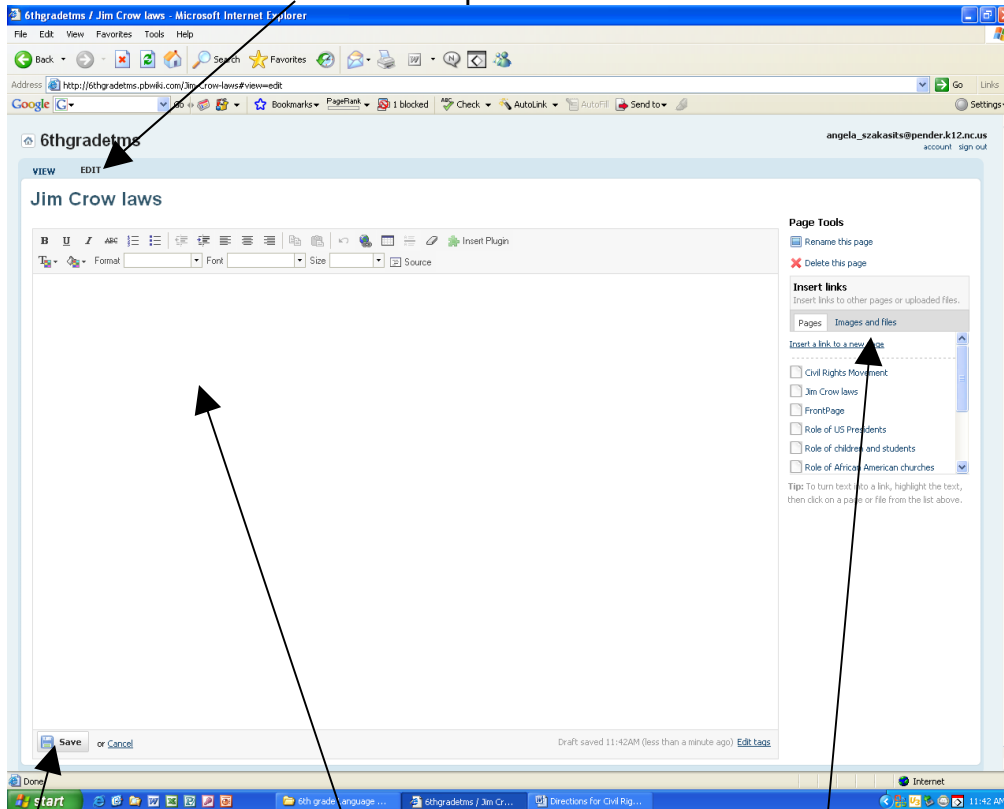 6thgradetms / Jim Crow laws - Microsoft Internet Explorer
File Edit View Favorites Tools Help
Back Search Favorites
Address http://6thgradetms.pbwiki.com/Jim-Crow-laws#view=edit Go Links
Google G Go Bookmarks PageRank 1 blocked Check AutoLink AutoFill Send to Settings
6thgradetms
angela_szakasits@pender.k12.nc.us
account sign out
VIEW EDIT
Jim Crow laws
B U I ABC Insert Plugin
Format Font Size Source
Page Tools
Rename this page
Delete this page
Insert links
Insert links to other pages or uploaded files.
Pages Images and files
Insert a link to a new page
Civil Rights Movement
Jim Crow laws
FrontPage
Role of US Presidents
Role of children and students
Role of African American churches
Tip: To turn text into a link, highlight the text,
then click on a page or file from the list above.
Save or Cancel
Draft saved 11:42AM (less than a minute ago) Edit tags
Done Internet
start 6th grade Language ... 6thgradetms / Jim Cr... Directions for Civil Rig... 11:42 AM